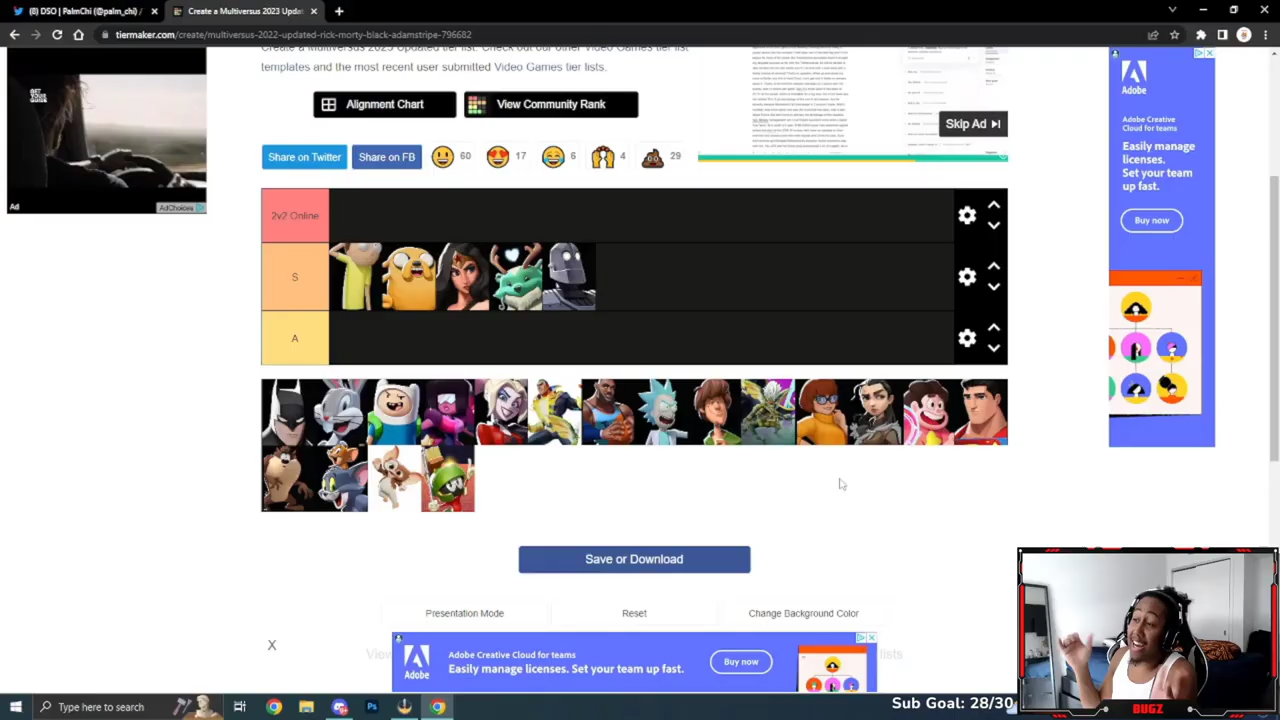 (8) DSO | PalmChi (@palm_chi) /
Create a Multiversus 2023 Updat
tiermaker.com/create/multiversus-2022-updated-rick-morty-black-adamstripe-796682
Create a Multiversus 2023 Updated tier list. Check out our other Video Games tier list
templates and the most recent user submitted Video Games tier lists.
Alignment Chart
View Community Rank
Share on Twitter
Share on FB
60
17
5
4
29
Skip Ad
Ad
AdChoices
2v2 Online
S
A
Adobe
Adobe Creative
Cloud for teams
Easily manage
licenses.
Set your team
up fast.
Buy now
Save or Download
Presentation Mode
Reset
Change Background Color
X
View
lists
Adobe
Adobe Creative Cloud for teams
Easily manage licenses. Set your team up fast.
Buy now
Type here to search
Sub Goal: 28/30
BUGZ